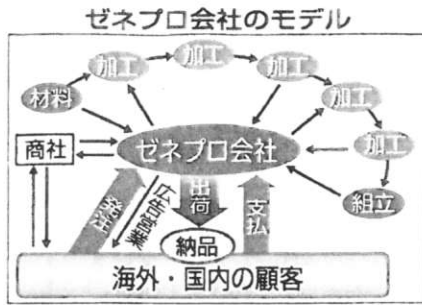 ゼネプロ会社のモデル
加工
加工
加工
加工
加工
材料
商社
ゼネプロ会社
組立
発注
広告営業
出荷
支払
納品
海外・国内の顧客